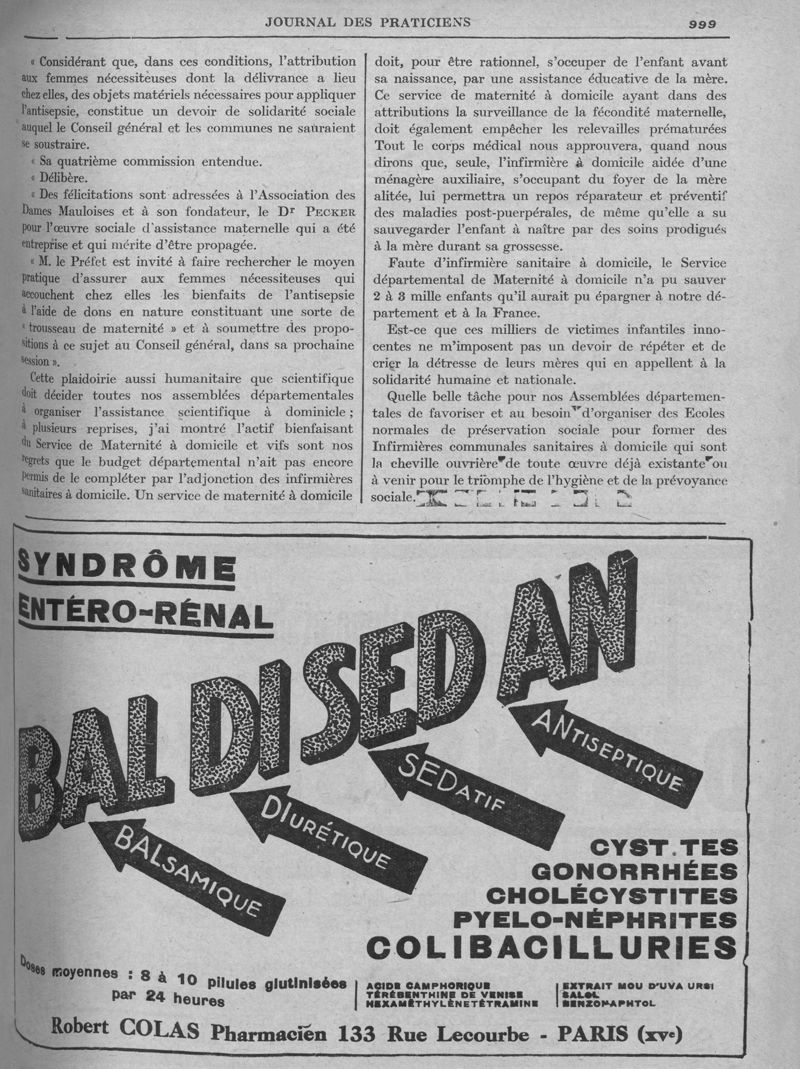 JOURNAL DES PRATICIENS 999
« Considérant que, dans ces conditions, l'attribution
aux femmes nécessiteuses dont la délivrance a lieu
chez elles, des objets matériels nécessaires pour appliquer
l'antisepsie, constitue un devoir de solidarité sociale
auquel le Conseil général et les communes ne sauraient
se soustraire.
« Sa quatrième commission entendue.
« Délibère.
« Des félicitations sont adressées à l'Association des
Dames Mauloises et à son fondateur, le Dr PECKER
pour l'œuvre sociale d'assistance maternelle qui a été
entreprise et qui mérite d'être propagée.
« M. le Préfet est invité à faire rechercher le moyen
pratique d'assurer aux femmes nécessiteuses qui
accouchent chez elles les bienfaits de l'antisepsie
à l'aide de dons en nature constituant une sorte de
« trousseau de maternité » et à soumettre des propo-
sitions à ce sujet au Conseil général, dans sa prochaine
session ».
Cette plaidoirie aussi humanitaire que scientifique
doit décider toutes nos assemblées départementales
à organiser l'assistance scientifique à dominicle ;
à plusieurs reprises, j'ai montré l'actif bienfaisant
du Service de Maternité à domicile et vifs sont nos
regrets que le budget départemental n'ait pas encore
permis de le compléter par l'adjonction des infirmières
sanitaires à domicile. Un service de maternité à domicile
doit, pour être rationnel, s'occuper de l'enfant avant
sa naissance, par une assistance éducative de la mère.
Ce service de maternité à domicile ayant dans des
attributions la surveillance de la fécondité maternelle,
doit également empêcher les relevailles prématurées
Tout le corps médical nous approuvera, quand nous
dirons que, seule, l'infirmière à domicile aidée d'une
ménagère auxiliaire, s'occupant du foyer de la mère
alitée, lui permettra un repos réparateur et préventif
des maladies post-puerpérales, de même qu'elle a su
sauvegarder l'enfant à naître par des soins prodigués
à la mère durant sa grossesse.
Faute d'infirmière sanitaire à domicile, le Service
départemental de Maternité à domicile n'a pu sauver
2 à 3 mille enfants qu'il aurait pu épargner à notre dé-
partement et à la France.
Est-ce que ces milliers de victimes infantiles inno-
centes ne m'imposent pas un devoir de répéter et de
crier la détresse de leurs mères qui en appellent à la
solidarité humaine et nationale.
Quelle belle tâche pour nos Assemblées départemen-
tales de favoriser et au besoin d'organiser des Ecoles
normales de préservation sociale pour former des
Infirmières communales sanitaires à domicile qui sont
la cheville ouvrière de toute œuvre déjà existante ou
à venir pour le triomphe de l'hygiène et de la prévoyance
sociale.
SYNDRÔME
ENTÉRO-RÉNAL
BALDISEDAN
BALSAMIQUE
DIURÉTIQUE
SÉDATIF
ANTISEPTIQUE
CYST.TES
GONORRHÉES
CHOLÉCYSTITES
PYELO-NÉPHRITES
COLIBACILLURIES
Doses moyennes : 8 à 10 pilules glutinisées
par 24 heures
ACIDE CAMPHORIQUE
TÉRÉBENTHINE DE VENISE
HEXAMÉTHYLÈNETÉTRAMINE
EXTRAIT MOU D'UVA URSI
SALOL
BENZONAPHTOL
Robert COLAS Pharmacien 133 Rue Lecourbe - PARIS (XVe)